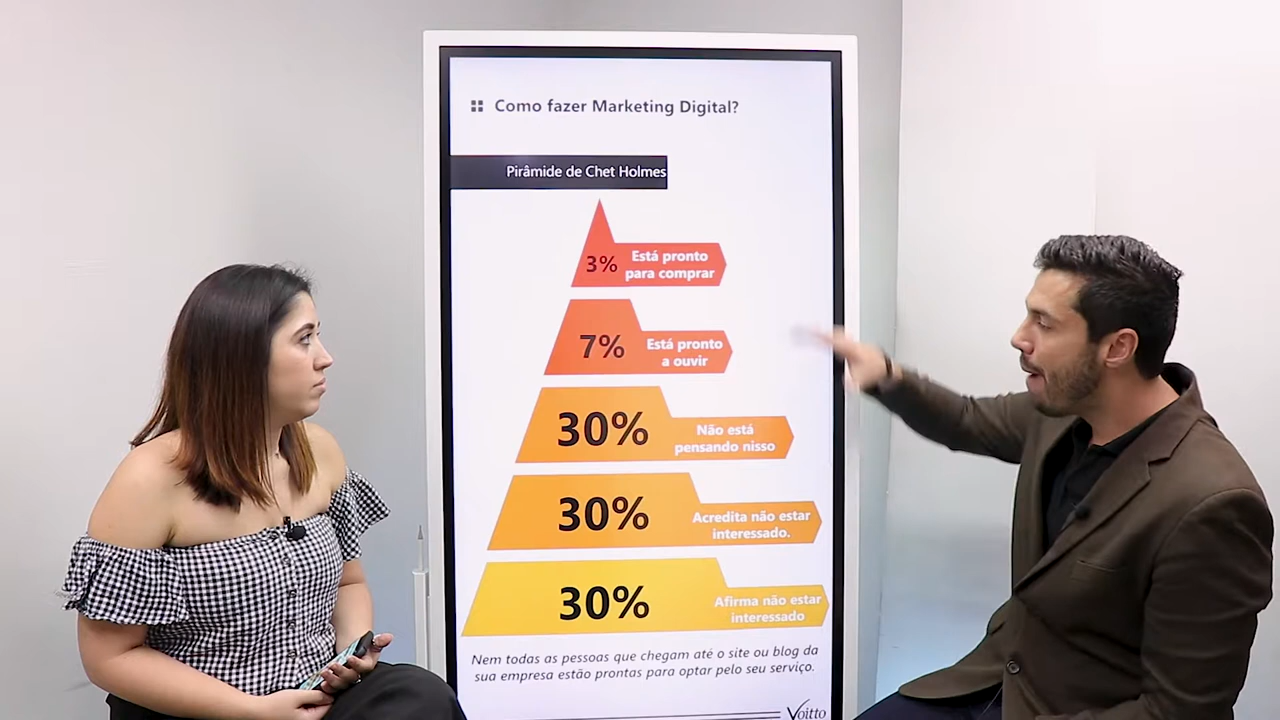 Como fazer Marketing Digital?
Pirâmide de Chet Holmes
3%
Está pronto
para comprar
7%
Está pronto
a ouvir
30%
Não está
pensando nisso
30%
Acredita não estar
interessado.
30%
Afirma não estar
interessado
Nem todas as pessoas que chegam até o site ou blog da
sua empresa estão prontas para optar pelo seu serviço.
Voitto